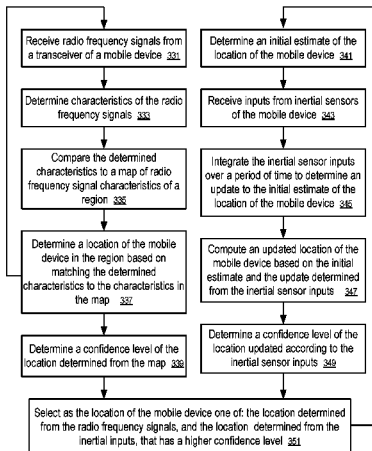 Receive radio frequency signals from
a transceiver of a mobile device 331
Determine characteristics of the radio
frequency signals 333
Compare the determined
characteristics to a map of radio
frequency signal characteristics of a
region 335
Determine a location of the mobile
device in the region based on
matching the determined
characteristics to the characteristics in
the map 337
Determine a confidence level of the
location determined from the map 339
Determine an initial estimate of the
location of the mobile device 341
Receive inputs from inertial sensors
of the mobile device 343
Integrate the inertial sensor inputs
over a period of time to determine an
update to the initial estimate of the
location of the mobile device 345
Compute an updated location of the
mobile device based on the initial
estimate and the update determined
from the inertial sensor inputs 347
Determine a confidence level of the
location updated according to the
inertial sensor inputs 349
Select as the location of the mobile device one of: the location determined
from the radio frequency signals, and the location determined from the
inertial inputs, that has a higher confidence level 351